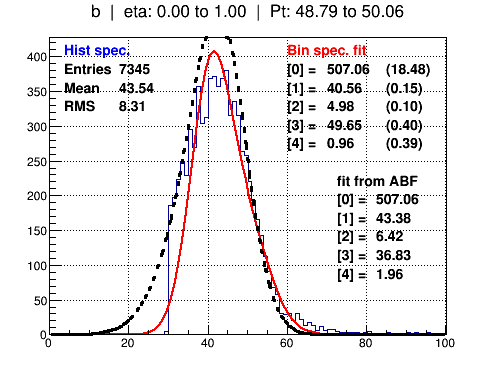 b | eta: 0.00 to 1.00 | Pt: 48.79 to 50.06
Hist spec.
Entries 7345
Mean 43.54
RMS 8.31
Bin spec. fit
[0] = 507.06 (18.48)
[1] = 40.56 (0.15)
[2] = 4.98 (0.10)
[3] = 49.65 (0.40)
[4] = 0.96 (0.39)
fit from ABF
[0] = 507.06
[1] = 43.38
[2] = 6.42
[3] = 36.83
[4] = 1.96
400
350
300
250
200
150
100
50
0
0 20 40 60 80 100